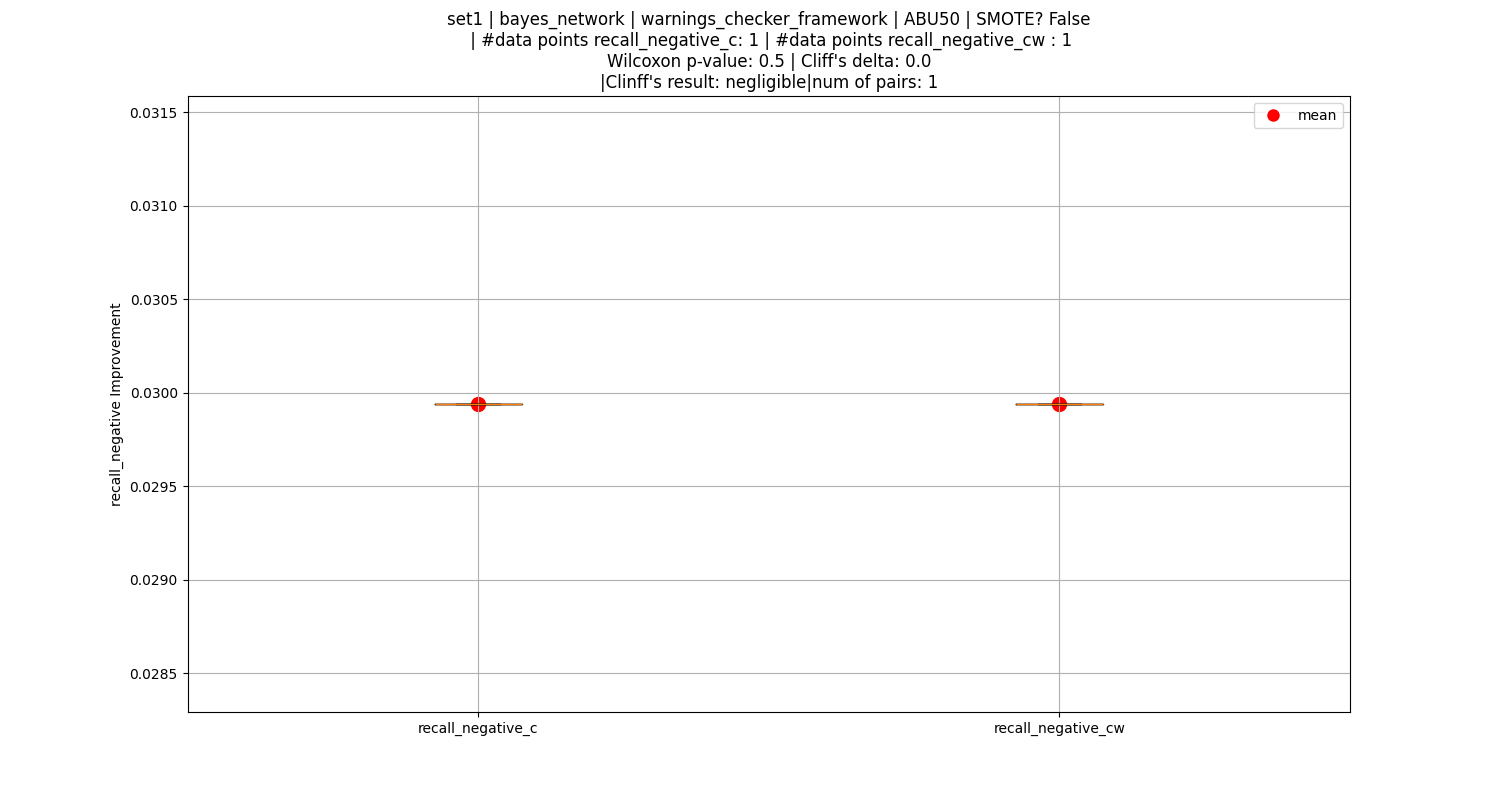 set1 | bayes_network | warnings_checker_framework | ABU50 | SMOTE? False
| #data points recall_negative_c: 1 | #data points recall_negative_cw : 1
Wilcoxon p-value: 0.5 | Cliff's delta: 0.0
|Clinff's result: negligible|num of pairs: 1
mean
recall_negative Improvement
0.0315
0.0310
0.0305
0.0300
0.0295
0.0290
0.0285
recall_negative_c
recall_negative_cw